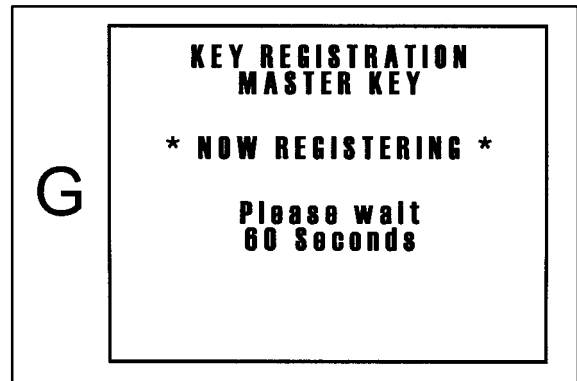 G
KEY REGISTRATION
MASTER KEY
* NOW REGISTERING *
Please wait
60 Seconds